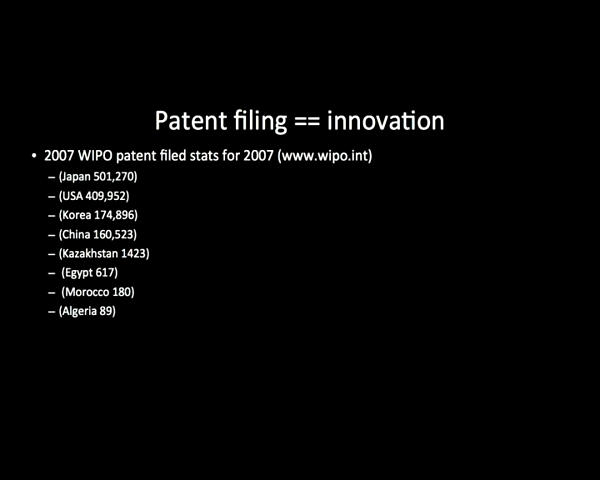 Patent filing == innovation
• 2007 WIPO patent filed stats for 2007 (www.wipo.int)
– (Japan 501,270)
– (USA 409,952)
– (Korea 174,896)
– (China 160,523)
– (Kazakhstan 1423)
– (Egypt 617)
– (Morocco 180)
– (Algeria 89)